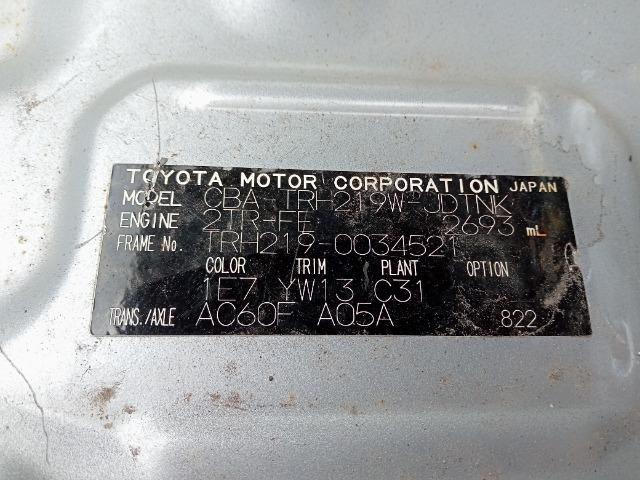 TOYOTA MOTOR CORPORATION JAPAN
MODEL CBA-TRH219W-JDTNK
ENGINE 2TR-FE 2693 mL
FRAME No. TRH219-0034521
COLOR /TRIM PLANT OPTION
1E7 YW13 C31
TRANS./AXLE AC60F A05A 822